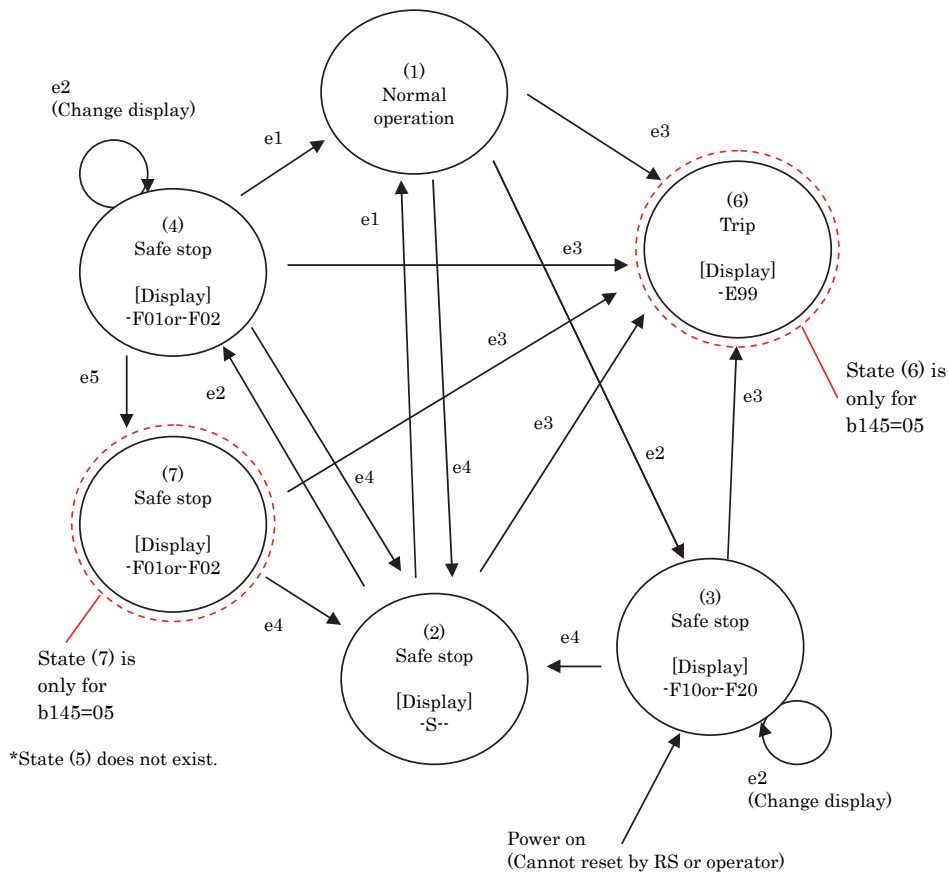 (1)
Normal
operation
e2
(Change display)
e1
e3
(6)
Trip
[Display]
-E99
(4)
Safe stop
[Display]
-F01or-F02
e1
e3
e3
State (6) is
only for
b145=05
e5
e2
e3
e3
e2
e4
e4
(7)
Safe stop
[Display]
-F01or-F02
e4
(2)
Safe stop
[Display]
-S--
e4
(3)
Safe stop
[Display]
-F10or-F20
State (7) is
only for
b145=05
*State (5) does not exist.
e2
(Change display)
Power on
(Cannot reset by RS or operator)